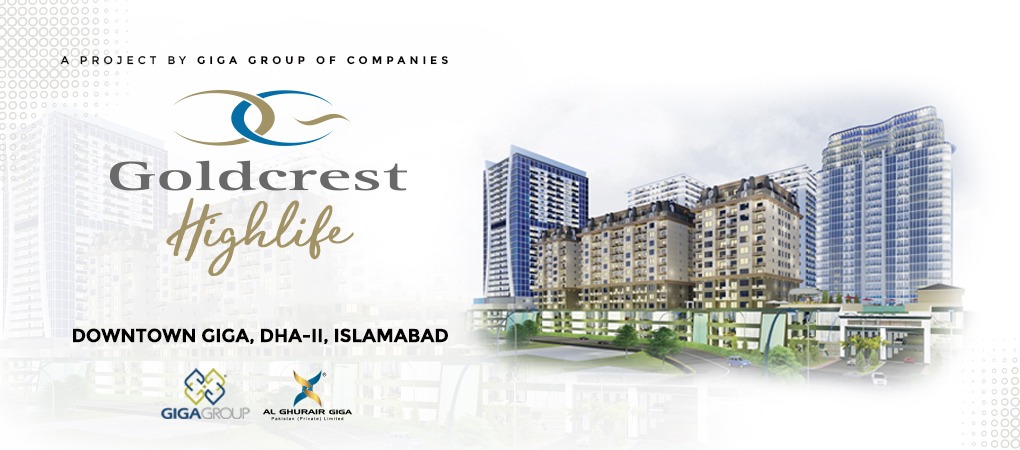 A PROJECT BY GIGA GROUP OF COMPANIES
Goldcrest
Highlife
DOWNTOWN GIGA, DHA-II, ISLAMABAD
GIGAGROUP
AL GHURAIR GIGA
Pakistan (Private) Limited